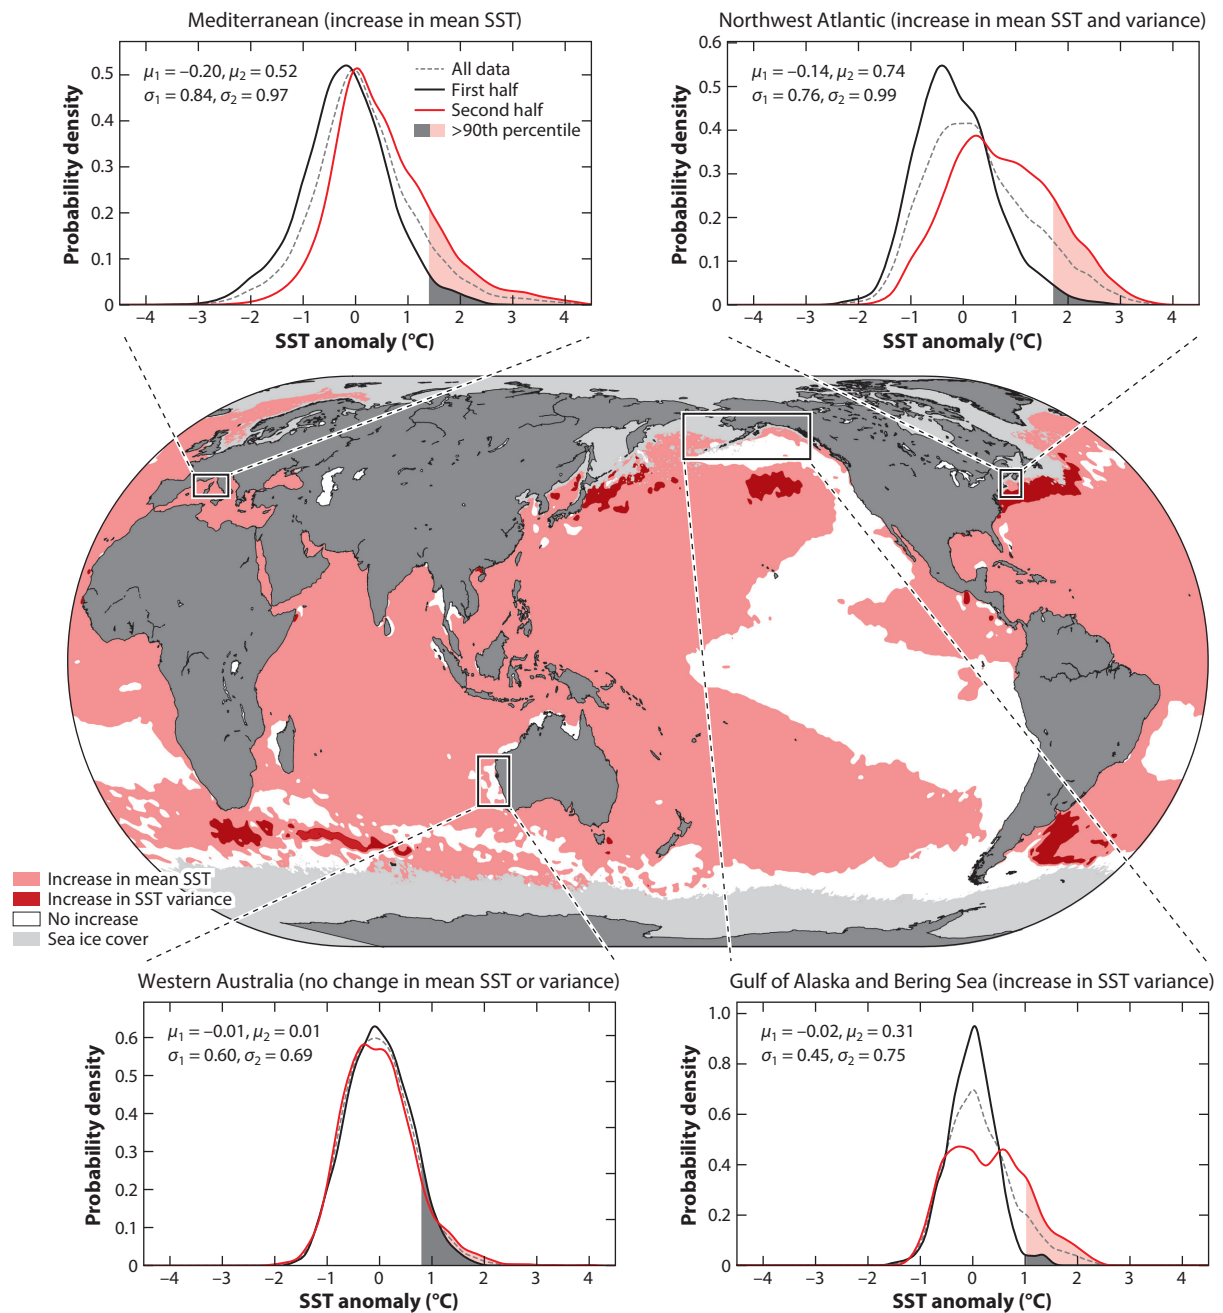 Mediterranean (increase in mean SST)
μ1 = –0.20, μ2 = 0.52
σ1 = 0.84, σ2 = 0.97
All data
First half
Second half
>90th percentile
Probability density
0.5
0.4
0.3
0.2
0.1
0
–4 –3 –2 –1 0 1 2 3 4
SST anomaly (°C)
Northwest Atlantic (increase in mean SST and variance)
μ1 = –0.14, μ2 = 0.74
σ1 = 0.76, σ2 = 0.99
Probability density
0.6
0.5
0.4
0.3
0.2
0.1
0
–4 –3 –2 –1 0 1 2 3 4
SST anomaly (°C)
Increase in mean SST
Increase in SST variance
No increase
Sea ice cover
Western Australia (no change in mean SST or variance)
μ1 = –0.01, μ2 = 0.01
σ1 = 0.60, σ2 = 0.69
Probability density
0.6
0.5
0.4
0.3
0.2
0.1
0
–4 –3 –2 –1 0 1 2 3 4
SST anomaly (°C)
Gulf of Alaska and Bering Sea (increase in SST variance)
μ1 = –0.02, μ2 = 0.31
σ1 = 0.45, σ2 = 0.75
Probability density
1.0
0.8
0.6
0.4
0.2
0.0
–4 –3 –2 –1 0 1 2 3 4
SST anomaly (°C)